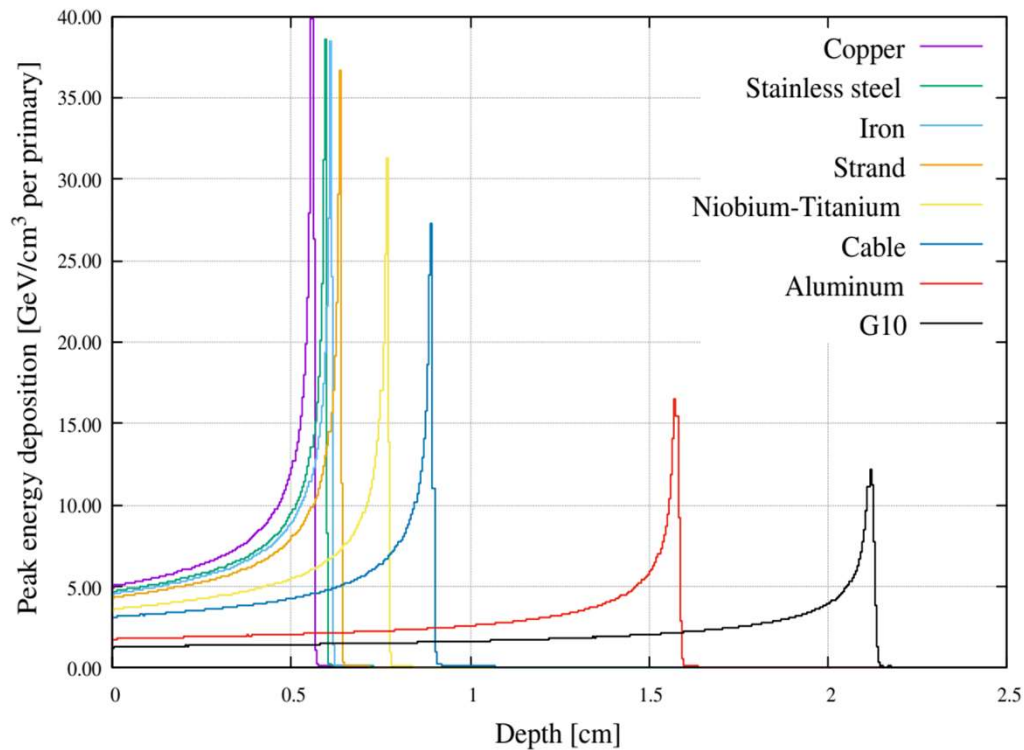 40.00
35.00
30.00
25.00
20.00
15.00
10.00
5.00
0.00
Peak energy deposition [GeV/cm³ per primary]
Copper
Stainless steel
Iron
Strand
Niobium-Titanium
Cable
Aluminum
G10
0 0.5 1 1.5 2 2.5
Depth [cm]